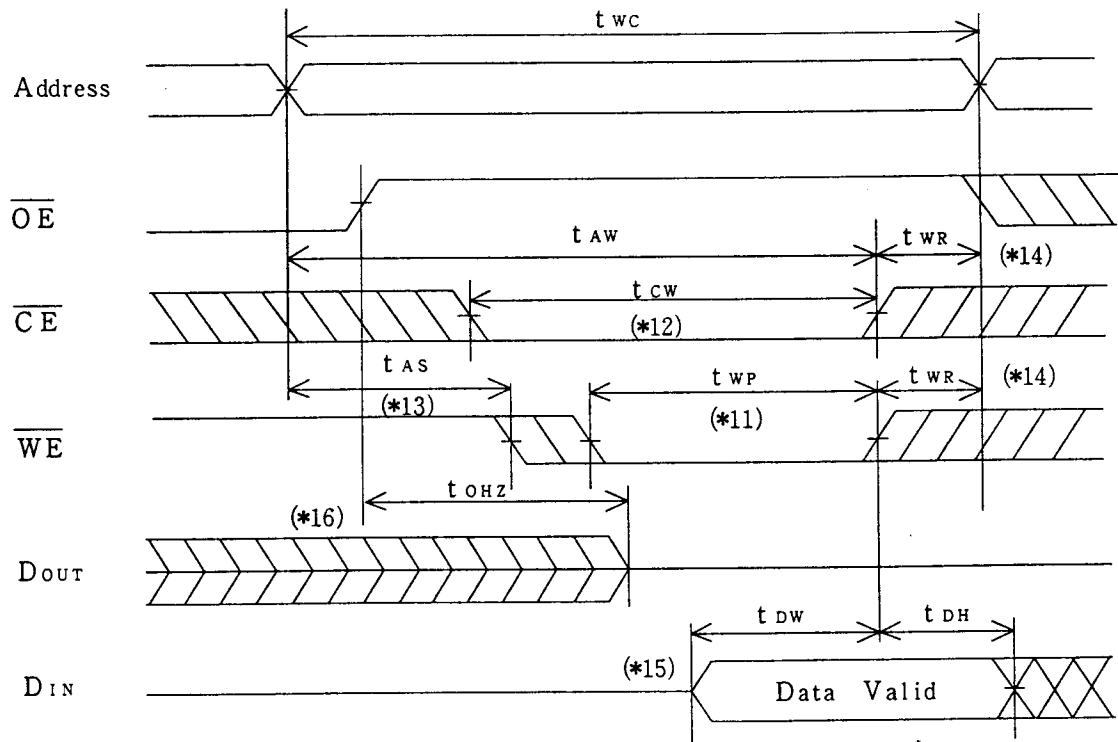 t WC
Address
OE
t AW
t WR
(*14)
CE
t CW
(*12)
t AS
(*13)
t WP
(*11)
t WR
(*14)
WE
t OHZ
(*16)
DOUT
t DW
t DH
(*15)
DIN
Data Valid